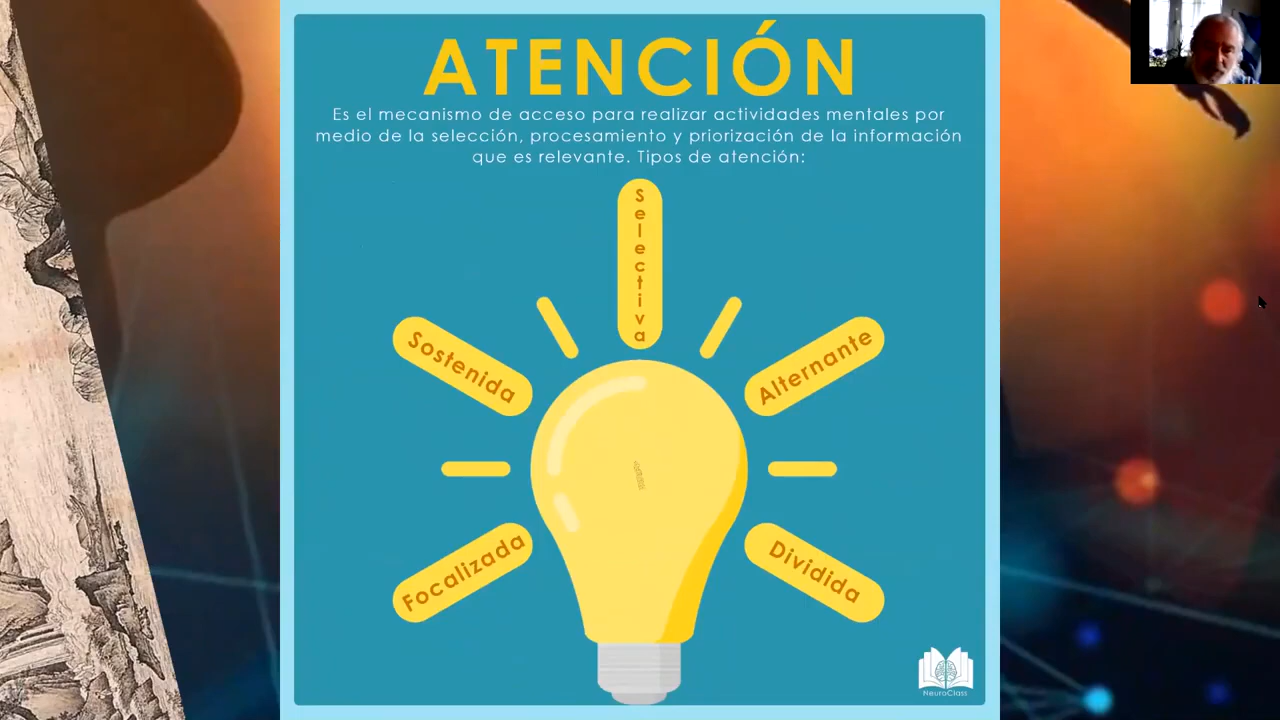 ATENCIÓN
Es el mecanismo de acceso para realizar actividades mentales por
medio de la selección, procesamiento y priorización de la información
que es relevante. Tipos de atención:
Selectiva
Sostenida
Alternante
Focalizada
Dividida
NeuroClass